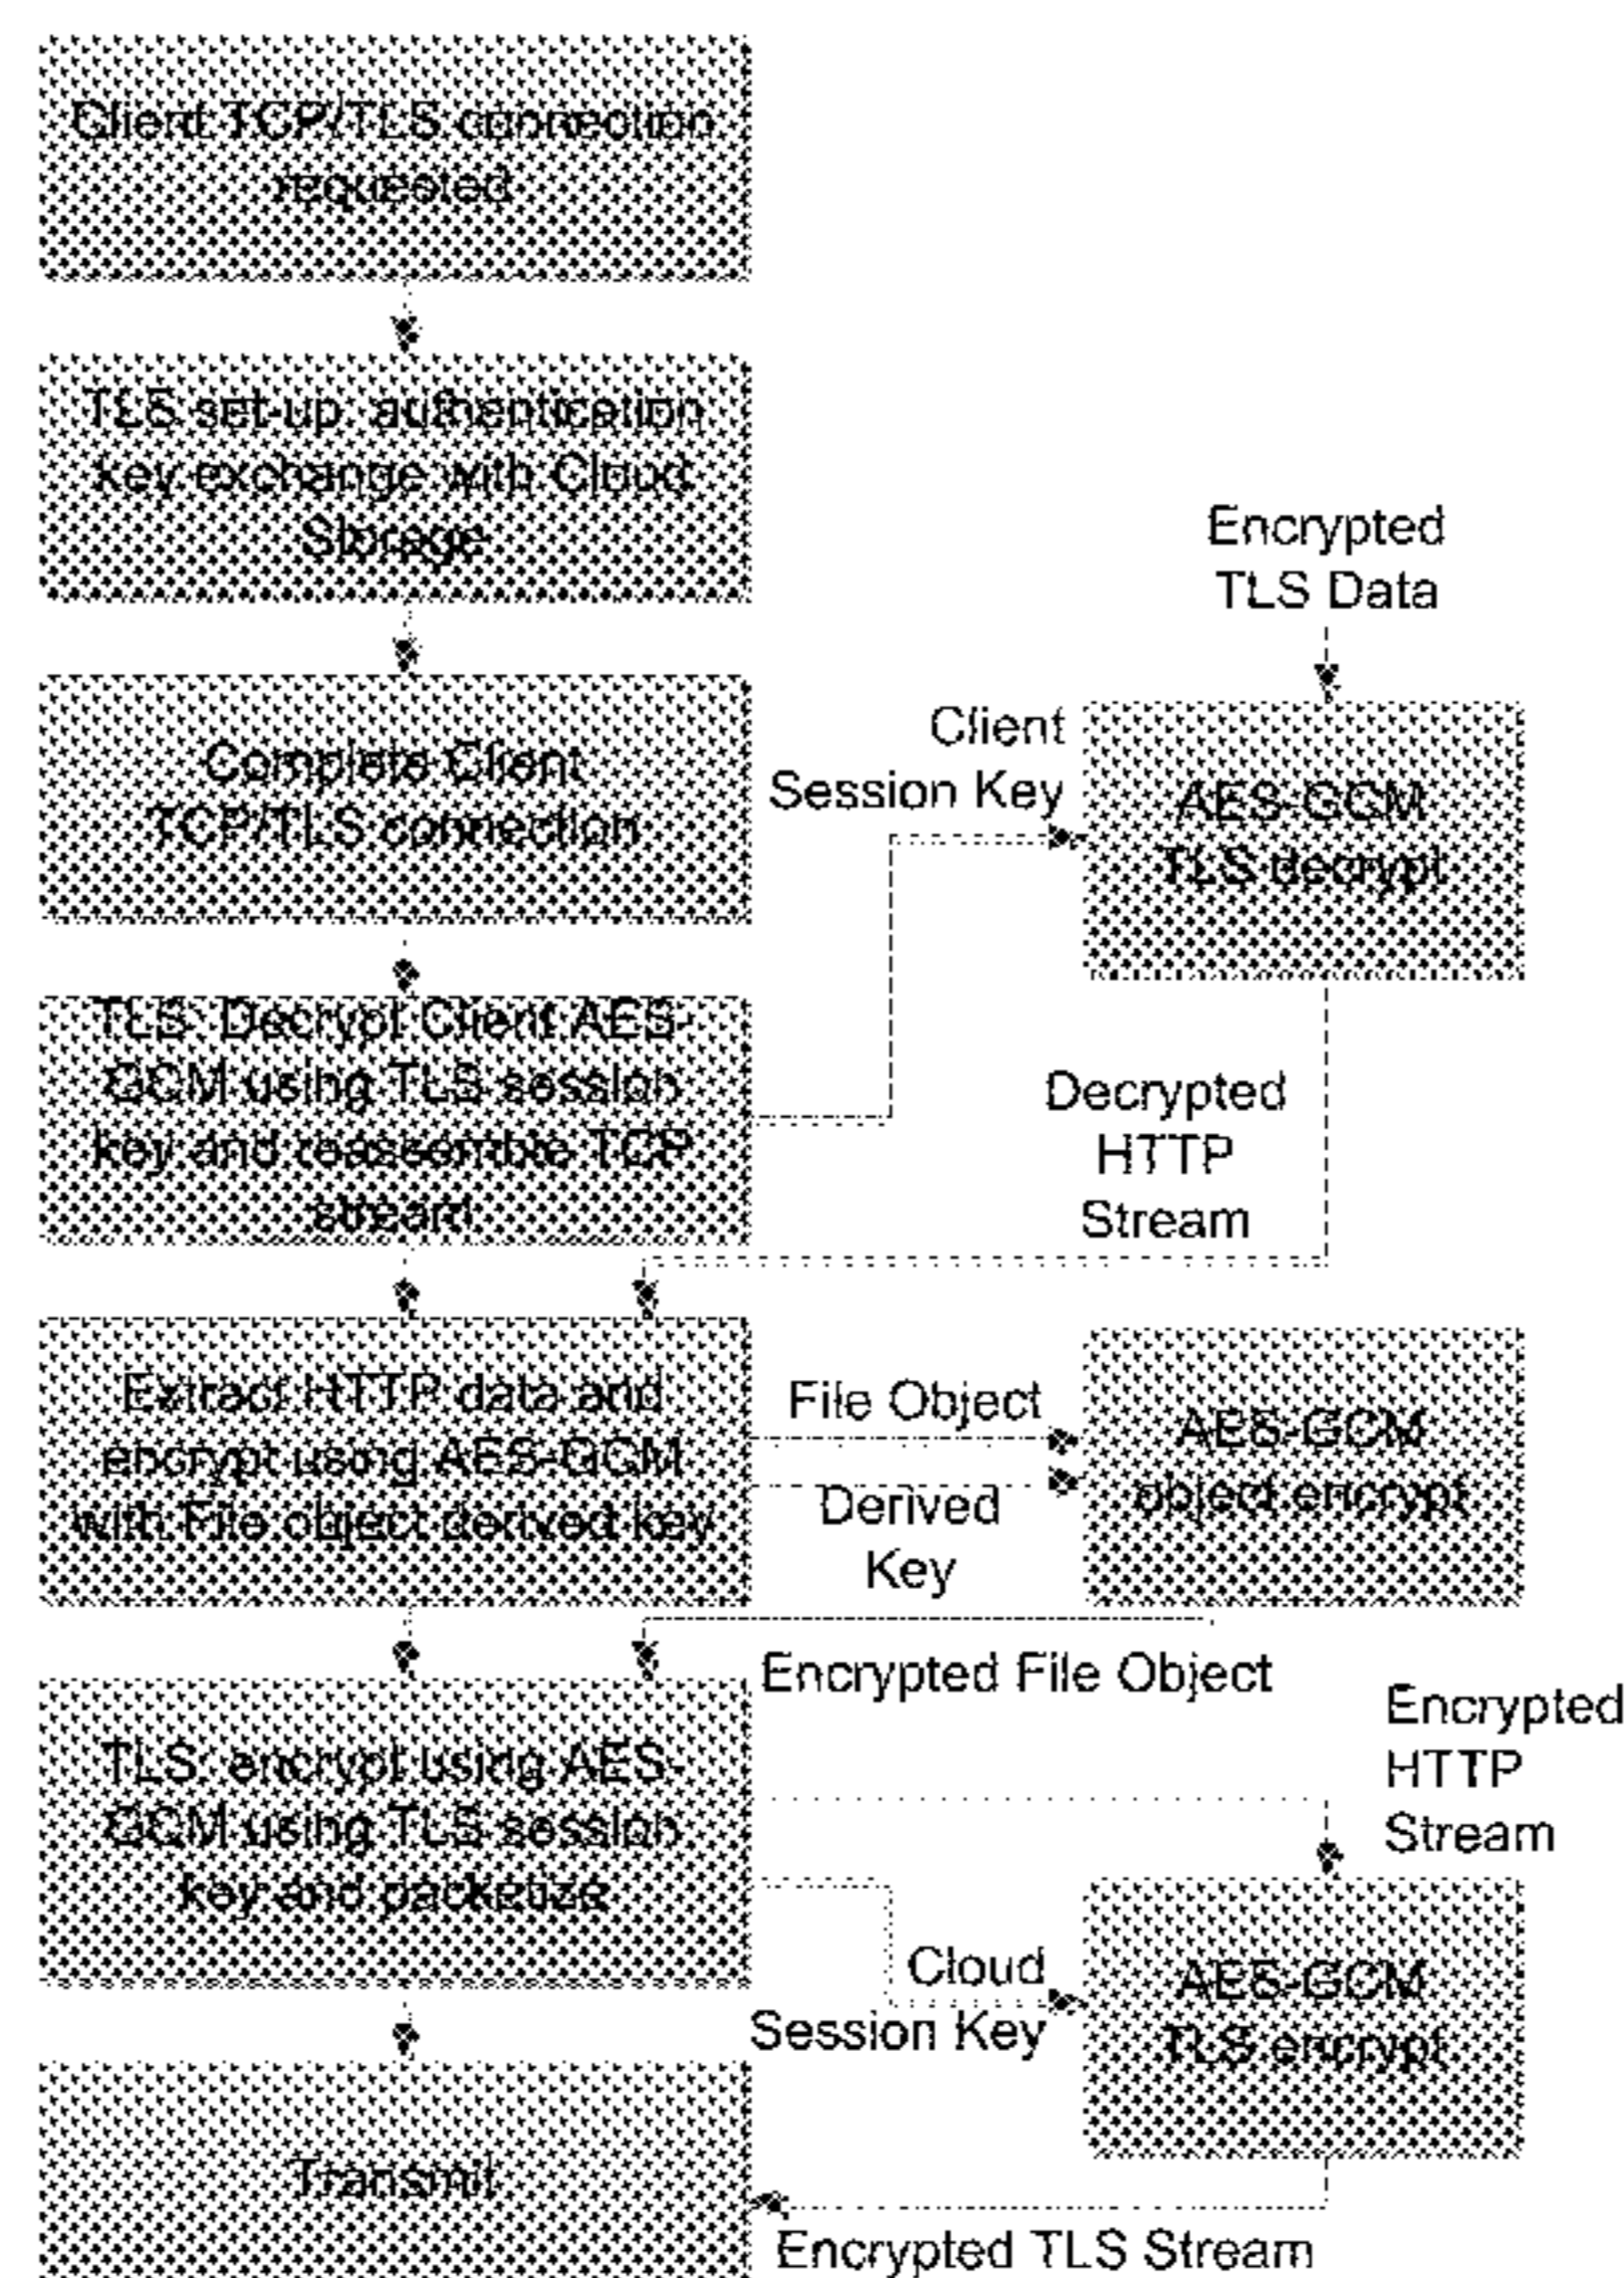 Client TCP/TLS connection
requested
TLS set-up: authentication
key exchange with Cloud
Storage
Encrypted
TLS Data
Complete Client
TCP/TLS connection
Client
Session Key
AES-GCM
TLS decrypt
TLS: Decrypt Client AES-
GCM using TLS session
key and reassemble TCP
stream
Decrypted
HTTP
Stream
Extract HTTP data and
encrypt using AES-GCM
with File object derived key
File Object
Derived
Key
AES-GCM
object encrypt
Encrypted File Object
TLS: encrypt using AES-
GCM using TLS session
key and packetize
Encrypted
HTTP
Stream
Cloud
Session Key
AES-GCM
TLS encrypt
Transmit
Encrypted TLS Stream